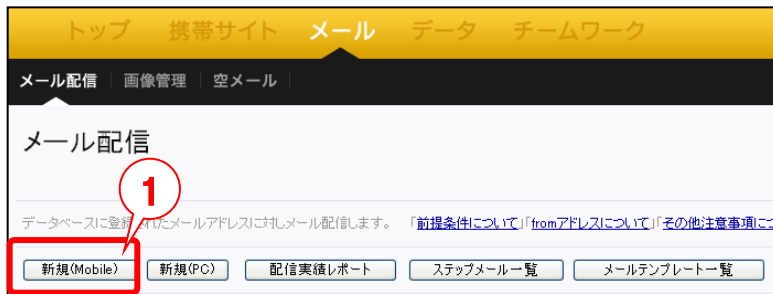 トップ 携帯サイト メール データ チームワーク
メール配信 画像管理 空メール
メール配信
1
データベースに登録されたメールアドレスに対しメール配信します。 「前提条件について」「fromアドレスについて」「その他注意事項に
新規(Mobile) 新規(PC) 配信実績レポート ステップメール一覧 メールテンプレート一覧